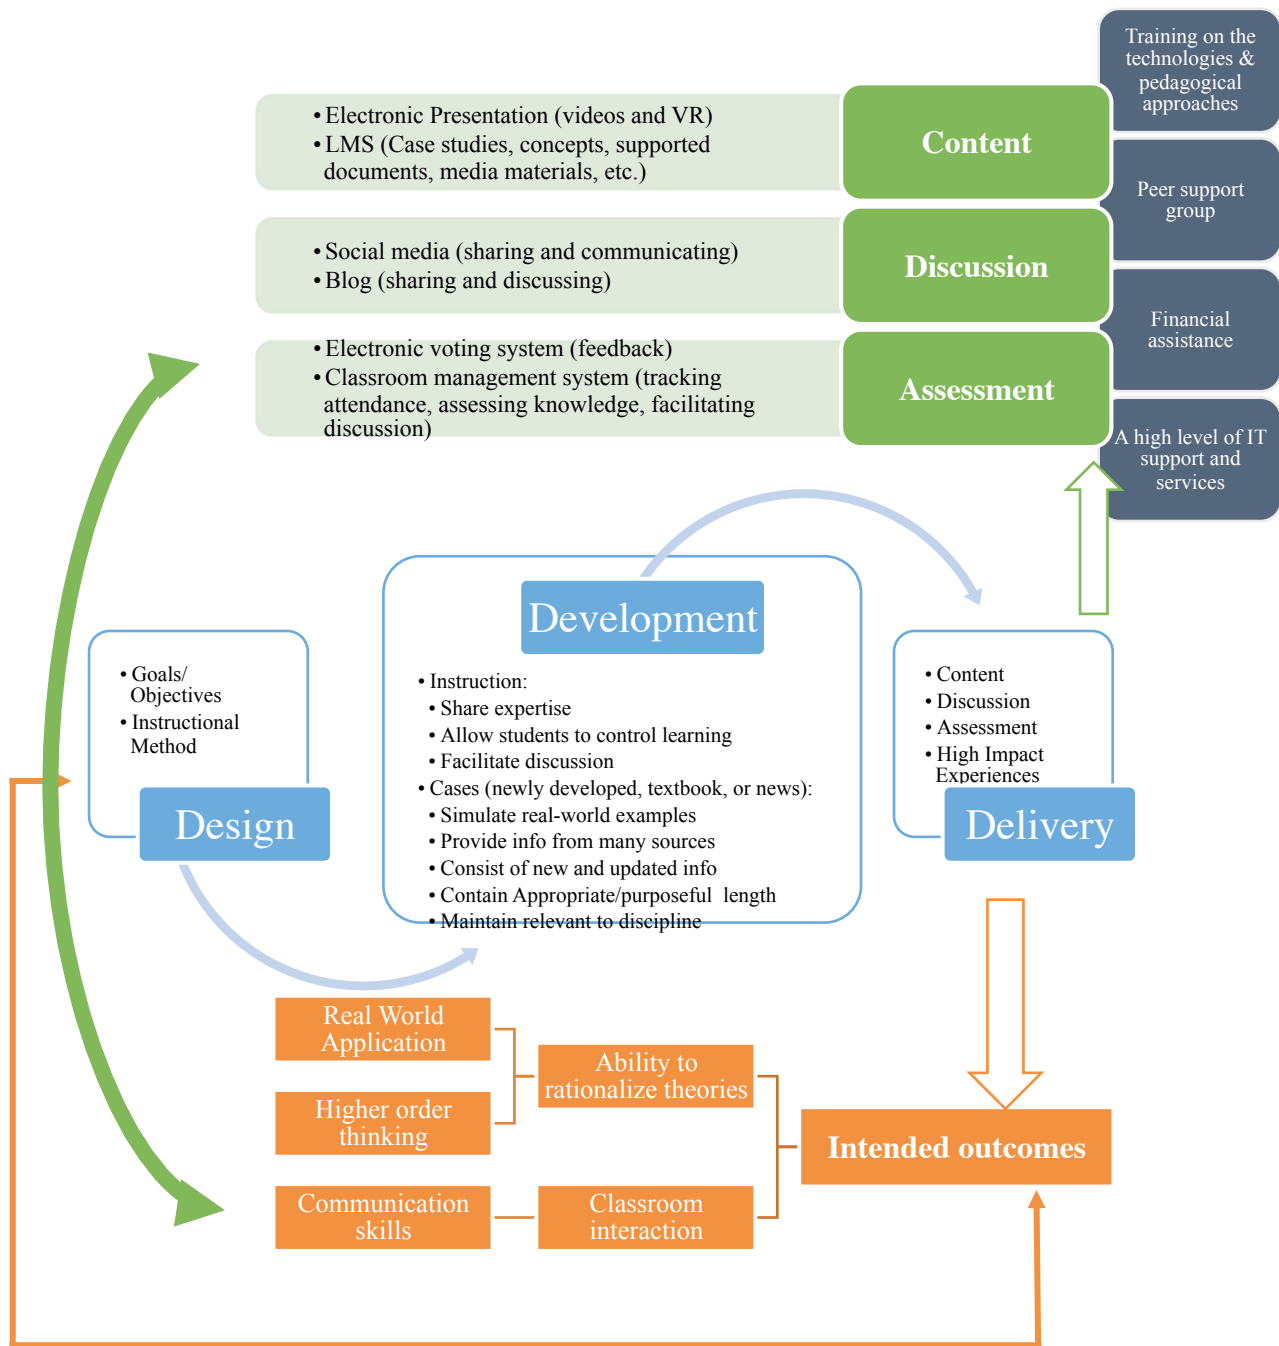 Training on the
technologies &
pedagogical
approaches
• Electronic Presentation (videos and VR)
• LMS (Case studies, concepts, supported
documents, media materials, etc.)
Content
Peer support
group
• Social media (sharing and communicating)
• Blog (sharing and discussing)
Discussion
Financial
assistance
• Electronic voting system (feedback)
• Classroom management system (tracking
attendance, assessing knowledge, facilitating
discussion)
Assessment
A high level of IT
support and
services
• Goals/
Objectives
• Instructional
Method
Design
Development
• Instruction:
• Share expertise
• Allow students to control learning
• Facilitate discussion
• Cases (newly developed, textbook, or news):
• Simulate real-world examples
• Provide info from many sources
• Consist of new and updated info
• Contain Appropriate/purposeful length
• Maintain relevant to discipline
• Content
• Discussion
• Assessment
• High Impact
Experiences
Delivery
Real World
Application
Higher order
thinking
Ability to
rationalize theories
Communication
skills
Classroom
interaction
Intended outcomes